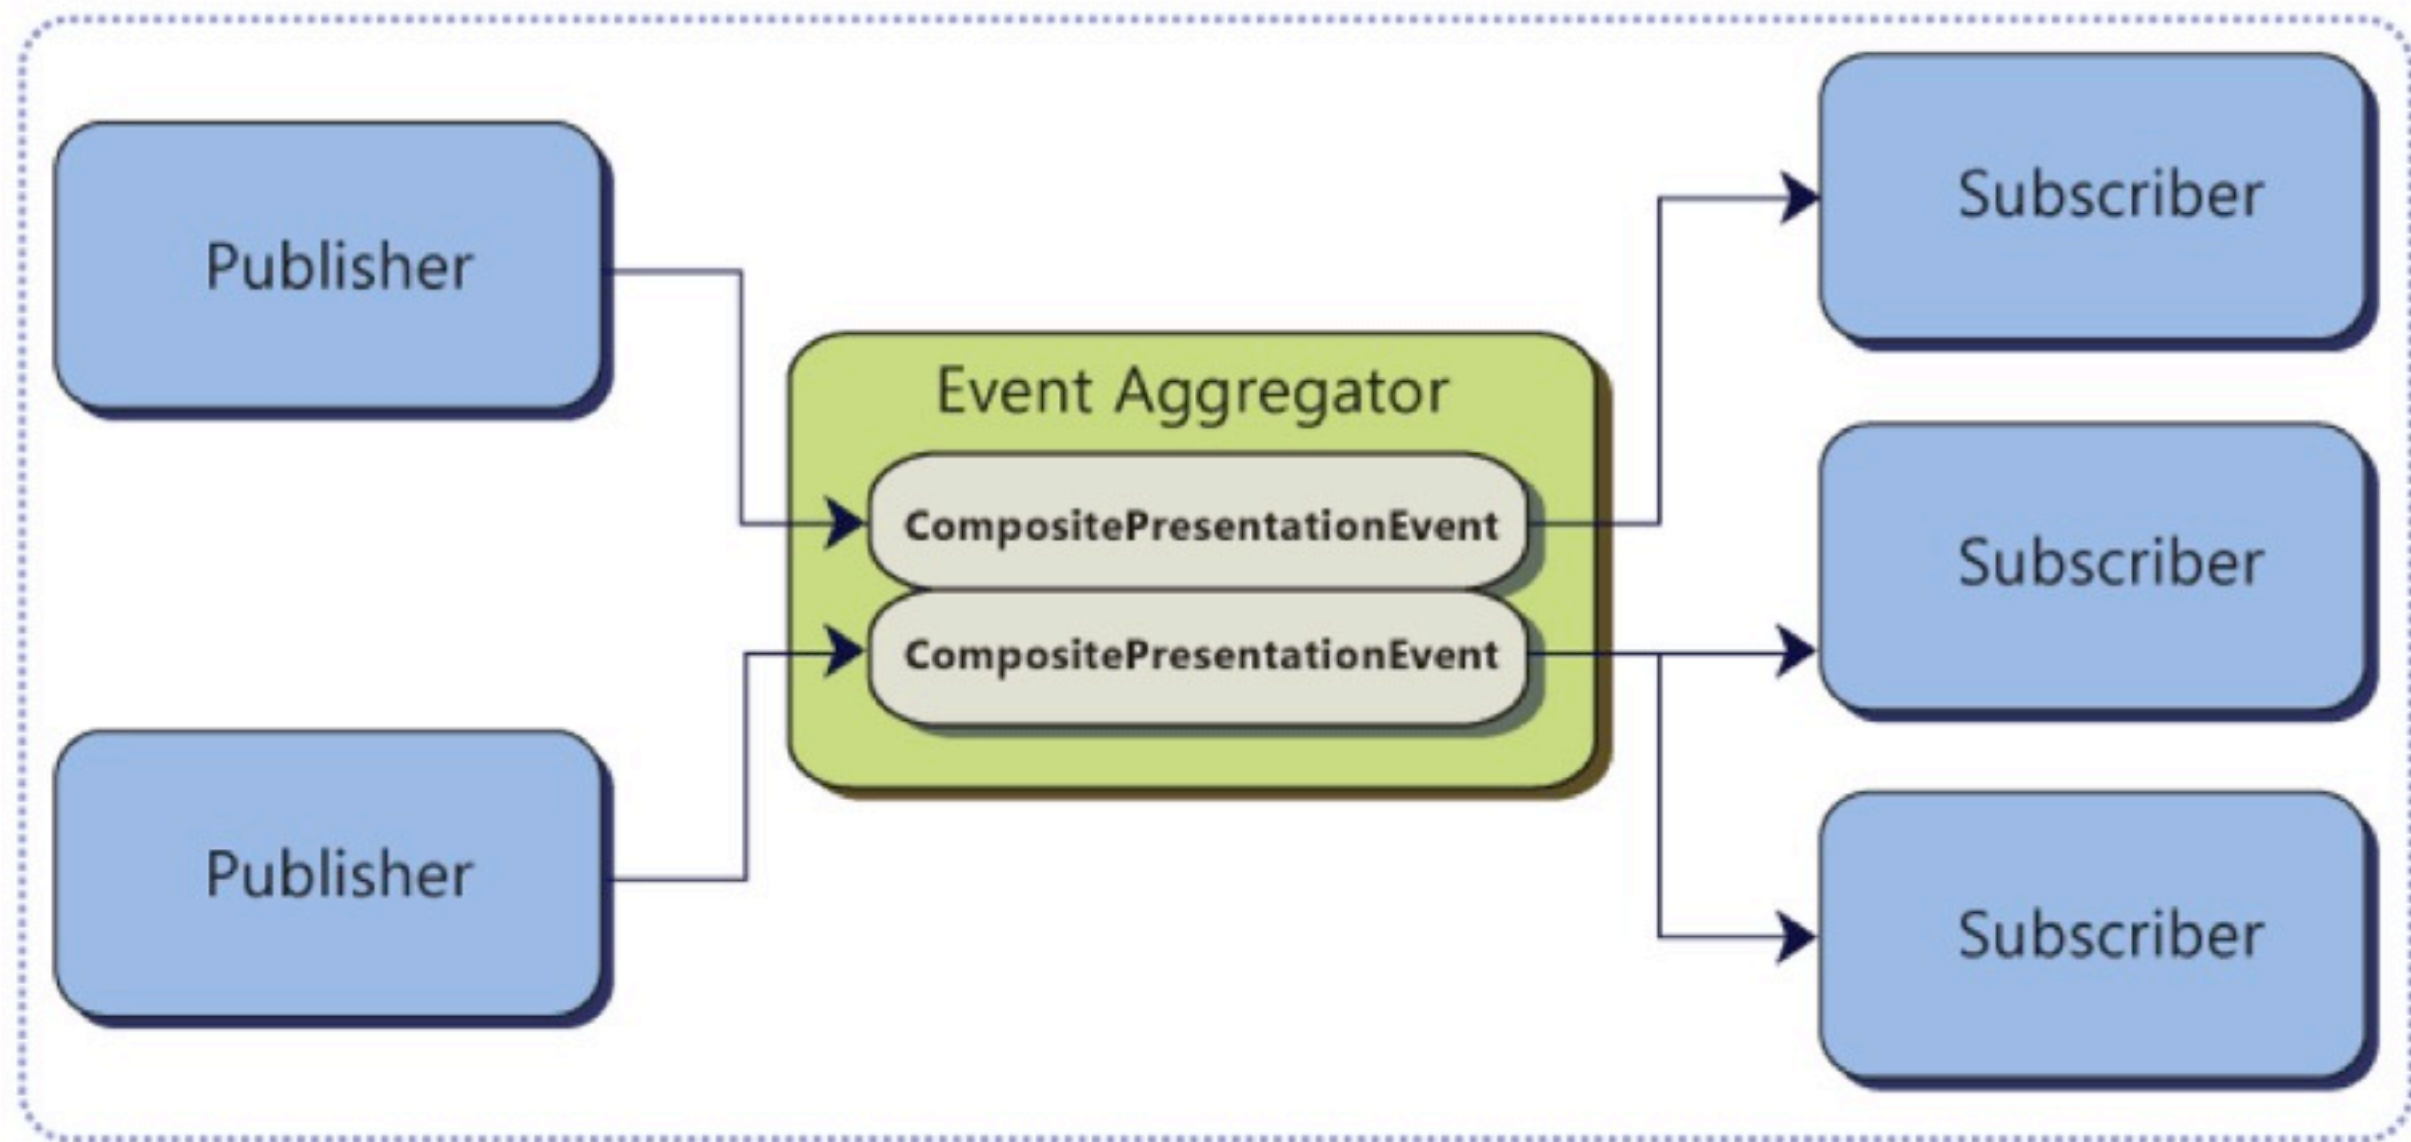 Publisher
Publisher
Event Aggregator
CompositePresentationEvent
CompositePresentationEvent
Subscriber
Subscriber
Subscriber